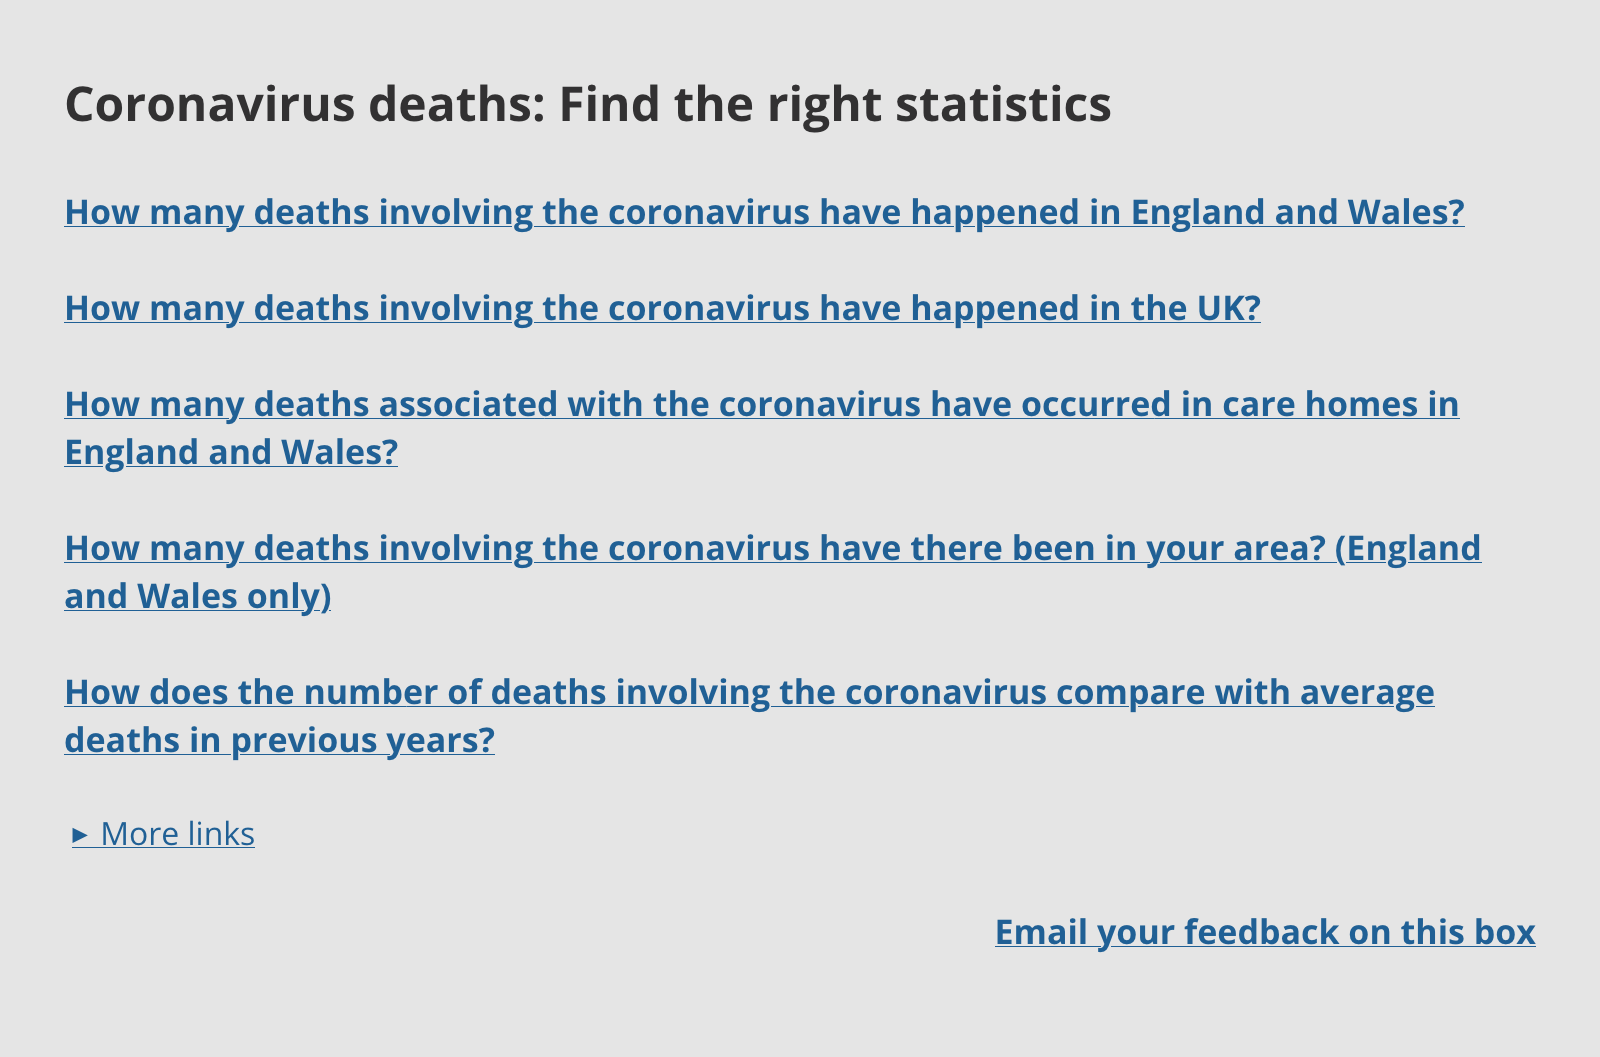 Coronavirus deaths: Find the right statistics
How many deaths involving the coronavirus have happened in England and Wales?
How many deaths involving the coronavirus have happened in the UK?
How many deaths associated with the coronavirus have occurred in care homes in
England and Wales?
How many deaths involving the coronavirus have there been in your area? (England
and Wales only)
How does the number of deaths involving the coronavirus compare with average
deaths in previous years?
► More links
Email your feedback on this box